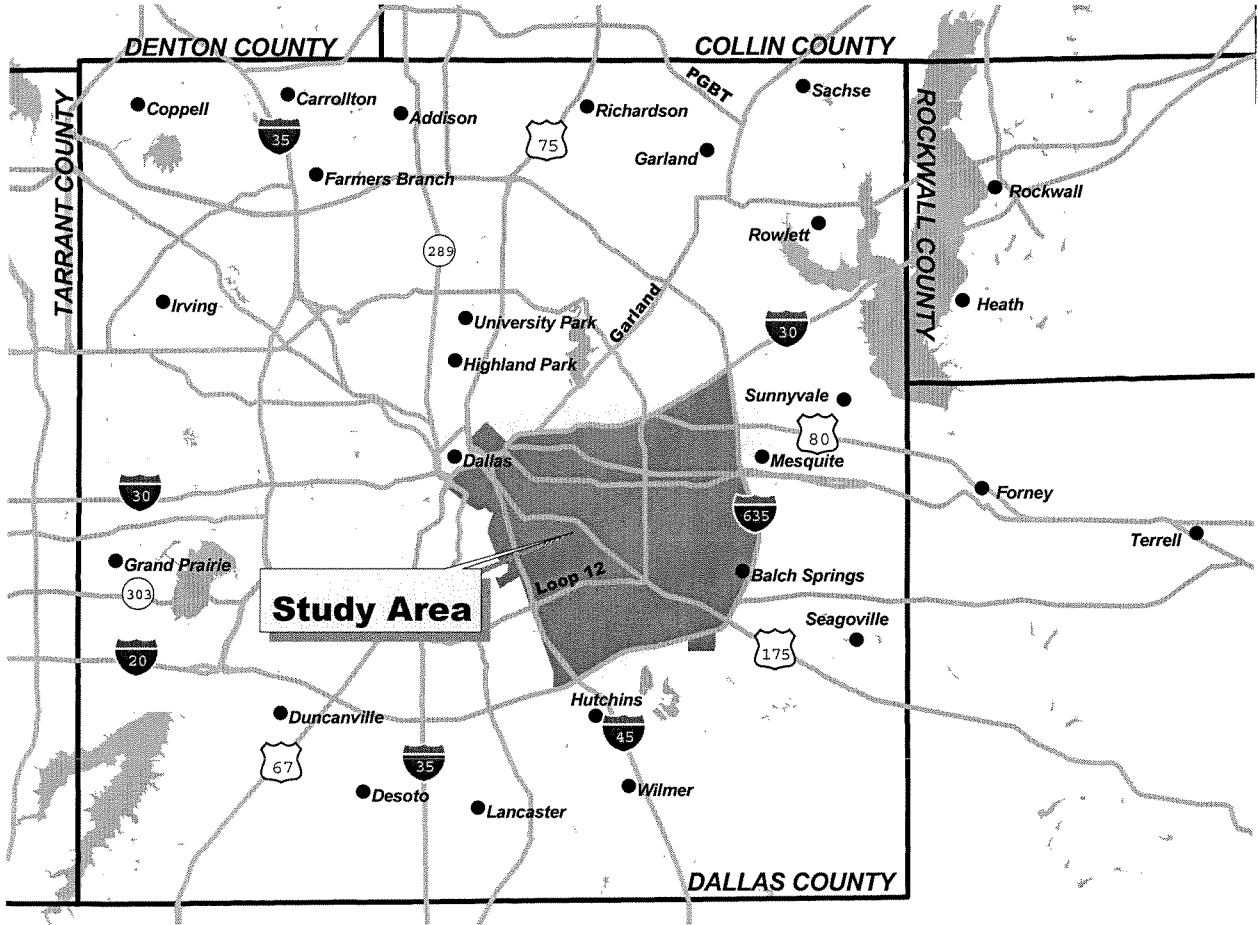 DENTON COUNTY
COLLIN COUNTY
TARRANT COUNTY
ROCKWALL COUNTY
PGBT
Sachse
Coppell
Carrollton
Addison
Richardson
35
75
Garland
Farmers Branch
Rockwall
Rowlett
289
Irving
Garland
Heath
University Park
30
Highland Park
Sunnyvale
80
Dallas
Mesquite
30
Forney
635
Terrell
Grand Prairie
303
Loop 12
Balch Springs
Study Area
Seagoville
20
175
Hutchins
Duncanville
45
67
35
Desoto
Wilmer
Lancaster
DALLAS COUNTY